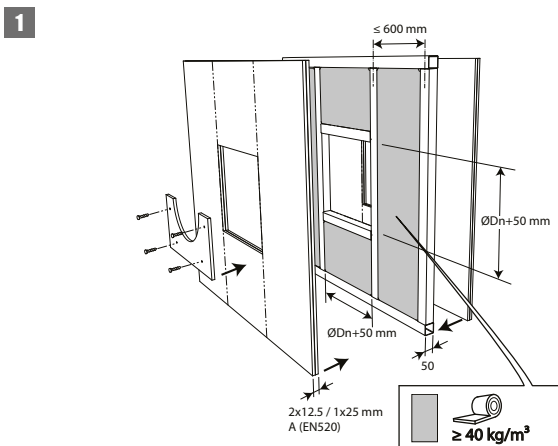 1
≤ 600 mm
ØDn+50 mm
ØDn+50 mm
50
2x12.5 / 1x25 mm
A (EN520)
≥ 40 kg/m³